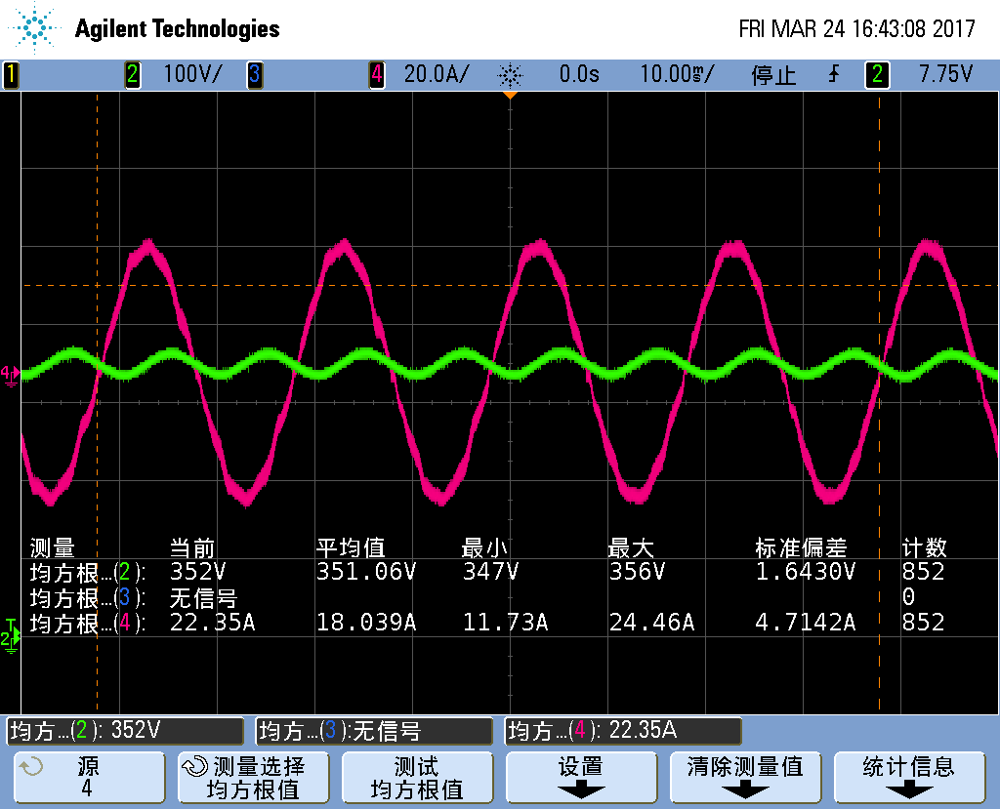 Agilent Technologies FRI MAR 24 16:43:08 2017
1 2 100V/ 3 4 20.0A/ 0.0s 10.00ms/ 停止 2 7.75V
4
测量 当前 平均值 最小 最大 标准偏差 计数
均方根...(2): 352V 351.06V 347V 356V 1.6430V 852
均方根...(3): 无信号 0
均方根...(4): 22.35A 18.039A 11.73A 24.46A 4.7142A 852
T
2
均方...(2): 352V 均方...(3):无信号 均方...(4): 22.35A
源 测量选择 测试 设置 清除测量值 统计信息
4 均方根值 均方根值